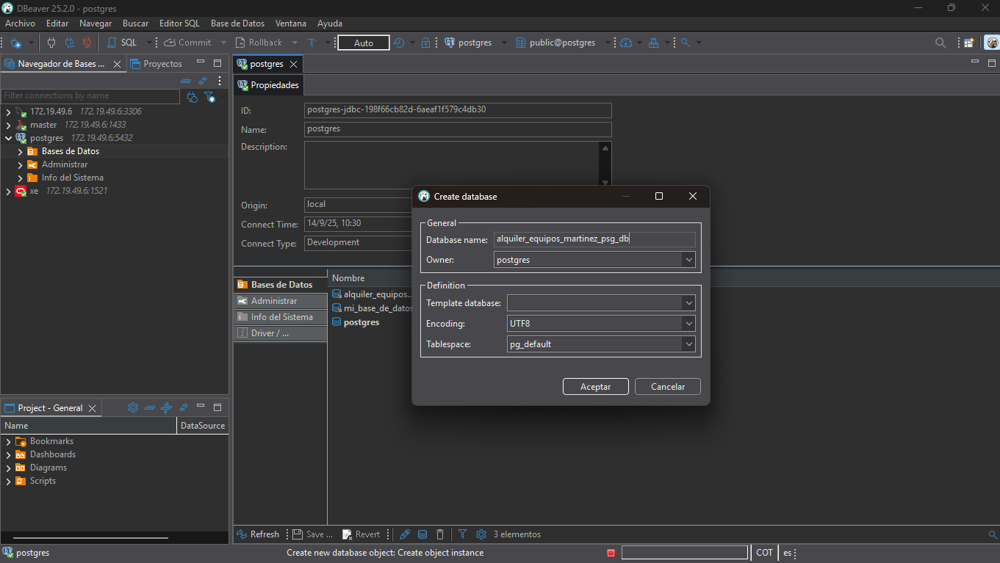 DBeaver 25.2.0 - postgres
Archivo Editar Navegar Buscar Editor SQL Base de Datos Ventana Ayuda
SQL Commit Rollback T Auto postgres public@postgres
Navegador de Bases ... Proyectos
Filter connections by name
172.19.49.6 172.19.49.6:3306
master 172.19.49.6:1433
postgres 172.19.49.6:5432
Bases de Datos
Administrar
Info del Sistema
xe 172.19.49.6:1521
postgres
Propiedades
ID: postgres-jdbc-198f66cb82d-6aeaf1f579c4db30
Name: postgres
Description:
Origin: local
Connect Time: 14/9/25, 10:30
Connect Type: Development
Bases de Datos
Administrar
Info del Sistema
Driver / ...
Nombre
alquiler_equipos...
mi_base_de_datos
postgres
Create database
General
Database name: alquiler_equipos_martinez_psg_db
Owner: postgres
Definition
Template database:
Encoding: UTF8
Tablespace: pg_default
Aceptar Cancelar
Project - General
Name DataSource
Bookmarks
Dashboards
Diagrams
Scripts
Refresh Save ... Revert 3 elementos
postgres Create new database object: Create object instance COT es